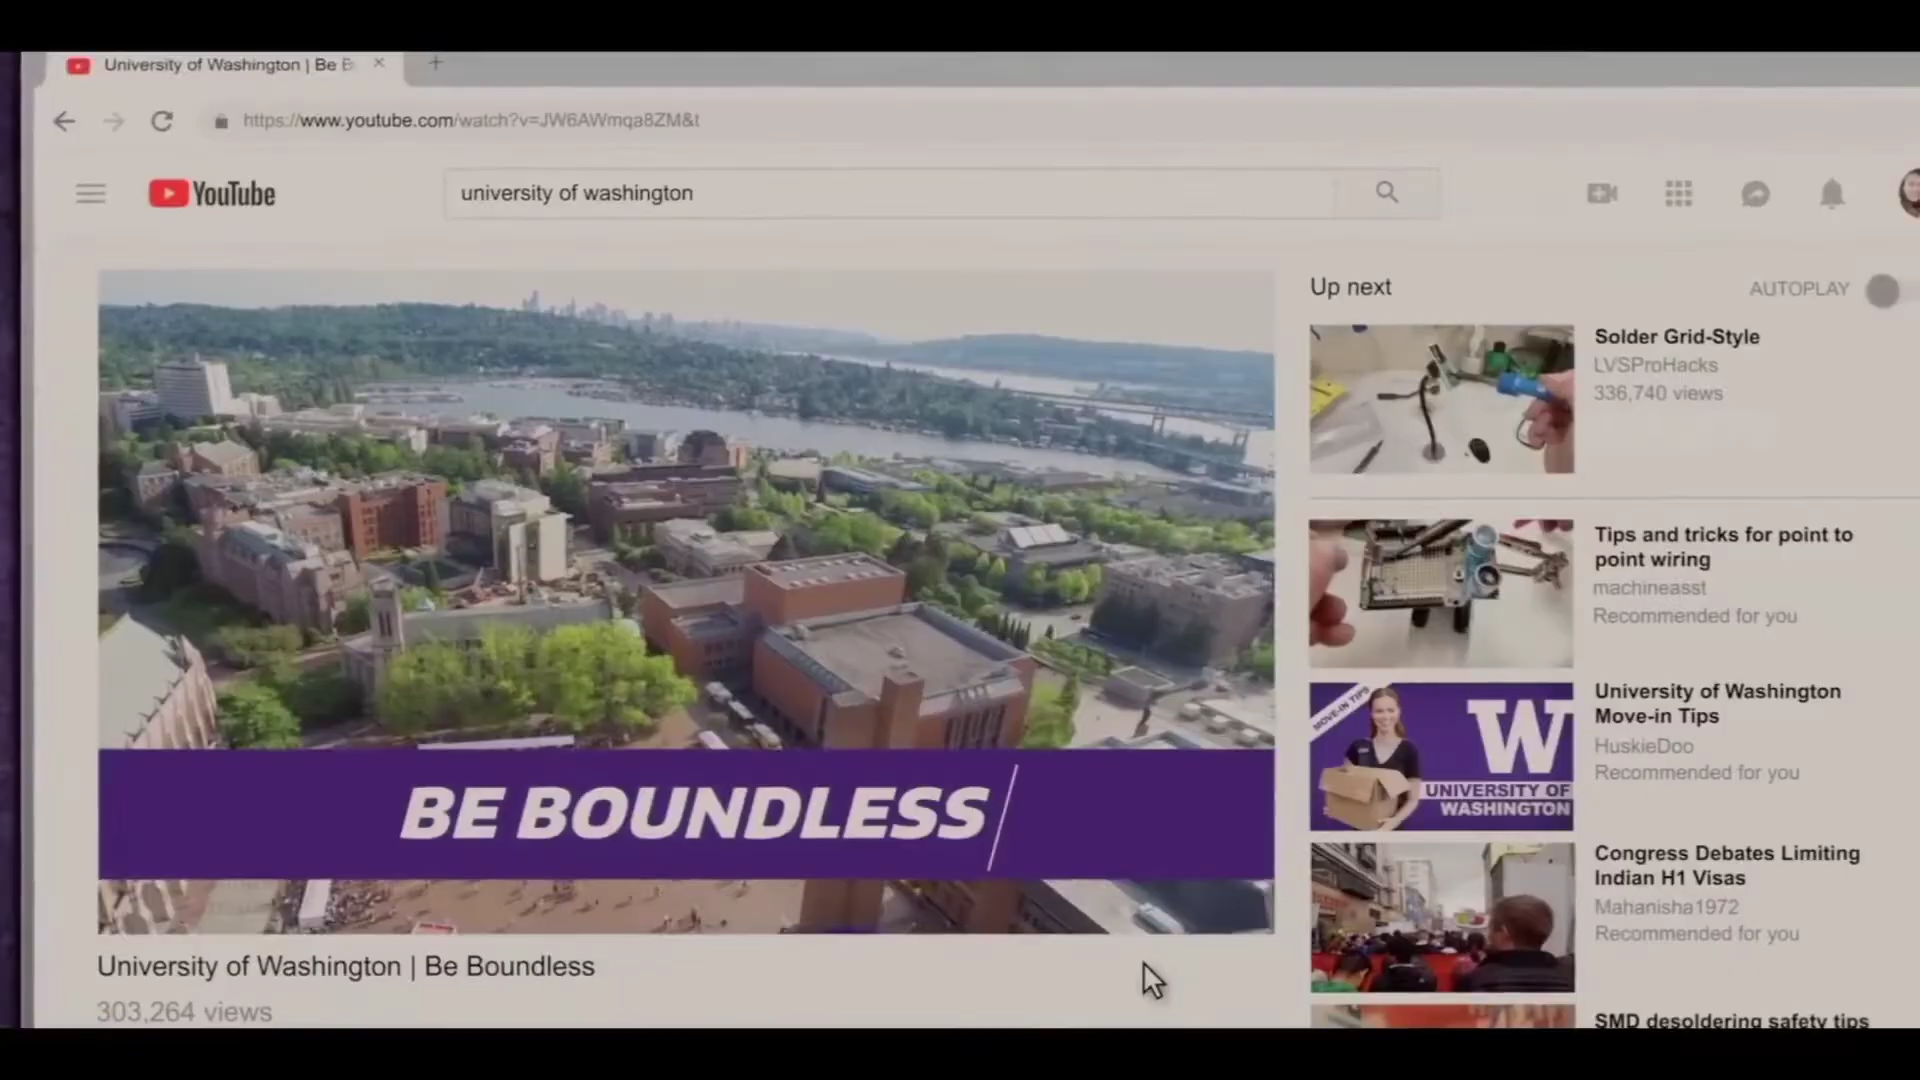 University of Washington | Be B
https://www.youtube.com/watch?v=JW6AWmqa8ZM&t
YouTube
university of washington
Up next
AUTOPLAY
Solder Grid-Style
LVSProHacks
336,740 views
Tips and tricks for point to
point wiring
machineasst
Recommended for you
MOVE-IN TIPS
W
UNIVERSITY OF
WASHINGTON
University of Washington
Move-in Tips
HuskieDoo
Recommended for you
Congress Debates Limiting
Indian H1 Visas
Mahanisha1972
Recommended for you
SMD desoldering safety tips
BE BOUNDLESS
University of Washington | Be Boundless
303,264 views